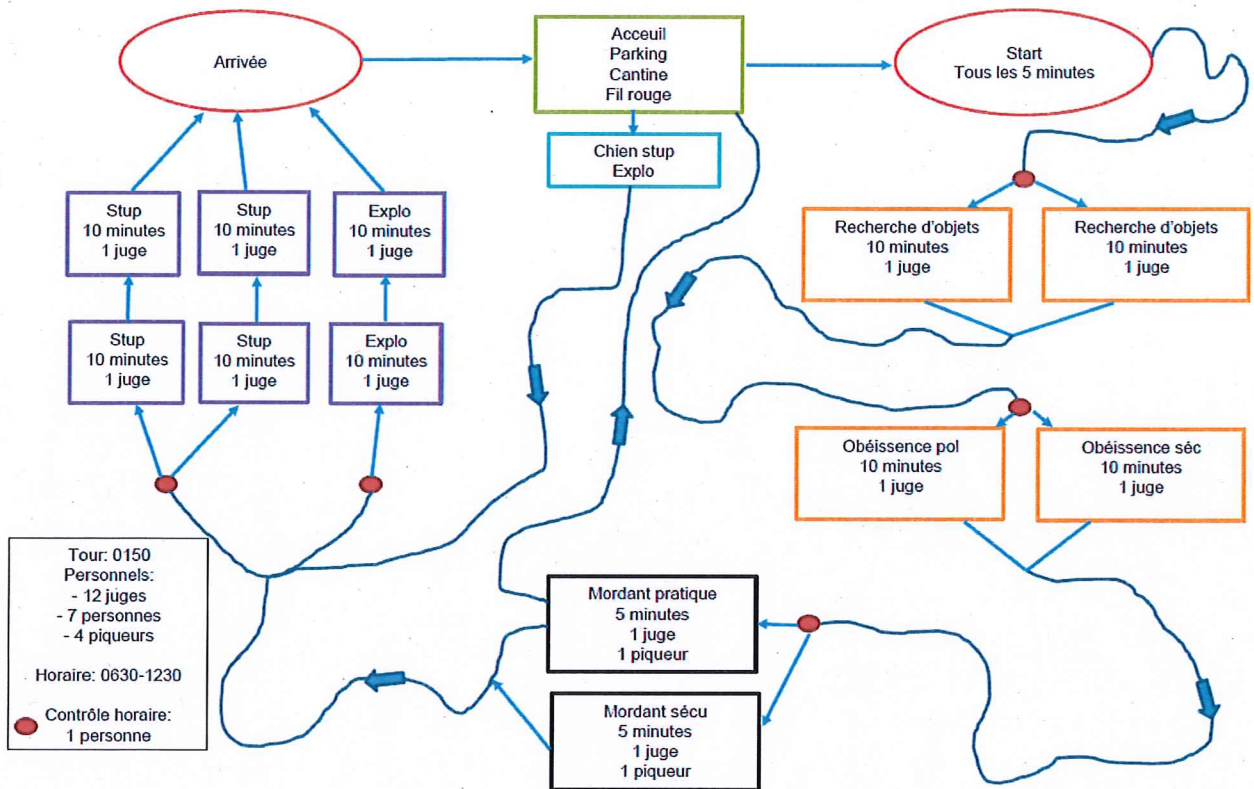 Arrivée
Acceuil
Parking
Cantine
Fil rouge
Start
Tous les 5 minutes
Chien stup
Explo
Stup
10 minutes
1 juge
Stup
10 minutes
1 juge
Explo
10 minutes
1 juge
Recherche d'objets
10 minutes
1 juge
Recherche d'objets
10 minutes
1 juge
Stup
10 minutes
1 juge
Stup
10 minutes
1 juge
Explo
10 minutes
1 juge
Obéissence pol
10 minutes
1 juge
Obéissence séc
10 minutes
1 juge
Tour: 0150
Personnels:
- 12 juges
- 7 personnes
- 4 piqueurs
Horaire: 0630-1230
Contrôle horaire:
1 personne
Mordant pratique
5 minutes
1 juge
1 piqueur
Mordant sécu
5 minutes
1 juge
1 piqueur